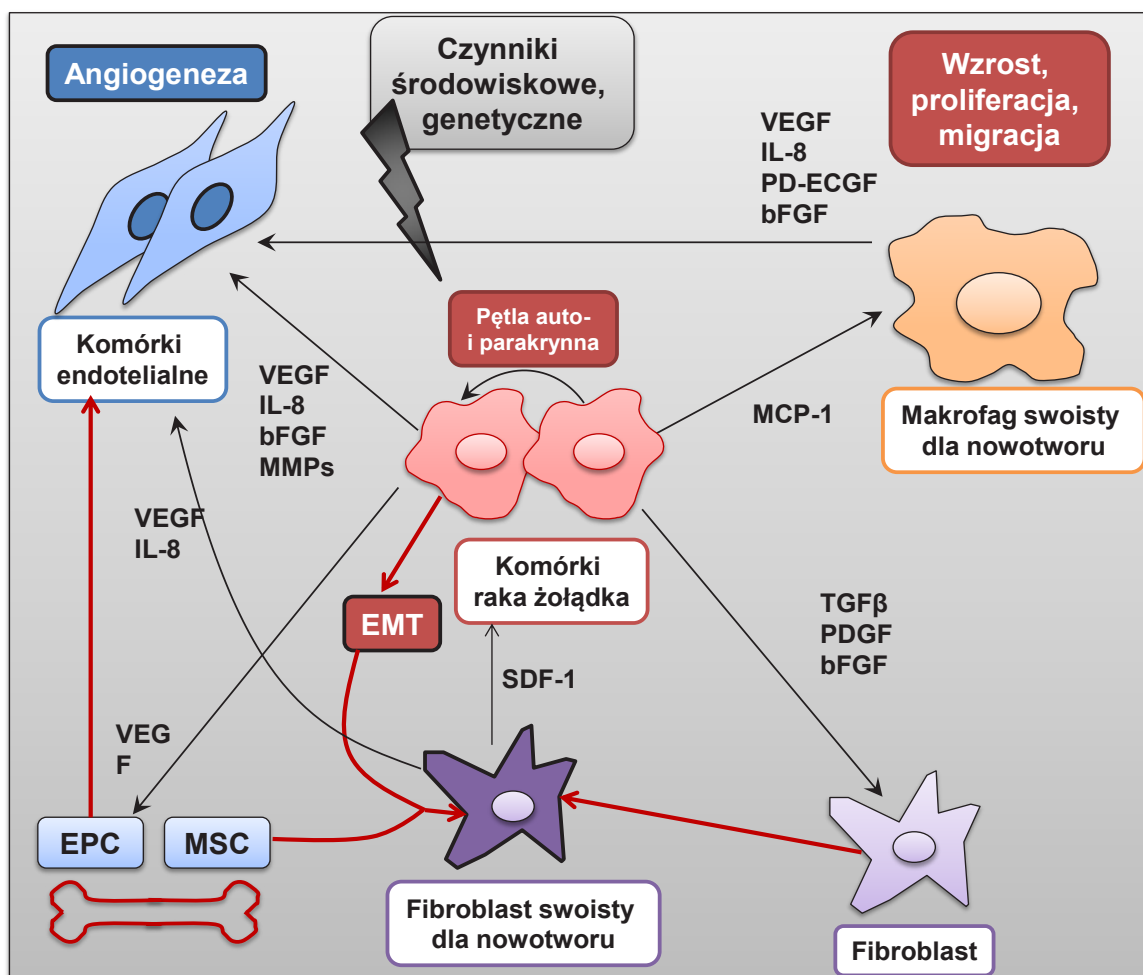 Angiogeneza
Czynniki
środowiskowe,
genetyczne
Wzrost,
proliferacja,
migracja
VEGF
IL-8
PD-ECGF
bFGF
Pętla auto-
i parakrynna
Komórki
endotelialne
VEGF
IL-8
bFGF
MMPs
MCP-1
Makrofag swoisty
dla nowotworu
VEGF
IL-8
Komórki
raka żołądka
EMT
TGFβ
PDGF
bFGF
SDF-1
VEG
F
EPC
MSC
Fibroblast swoisty
dla nowotworu
Fibroblast